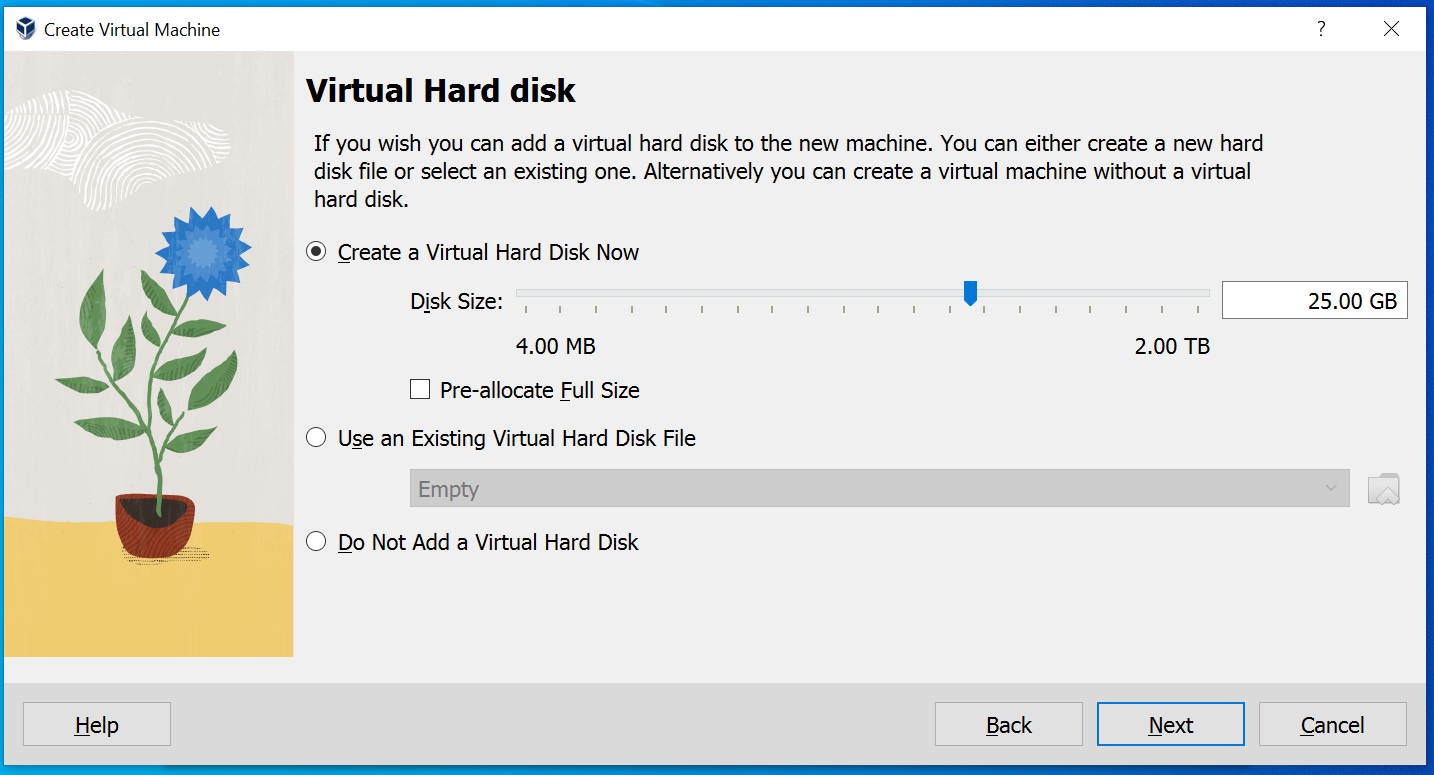 Create Virtual Machine
?
Virtual Hard disk
If you wish you can add a virtual hard disk to the new machine. You can either create a new hard
disk file or select an existing one. Alternatively you can create a virtual machine without a virtual
hard disk.
Create a Virtual Hard Disk Now
Disk Size:
25.00 GB
4.00 MB
2.00 TB
Pre-allocate Full Size
Use an Existing Virtual Hard Disk File
Empty
Do Not Add a Virtual Hard Disk
Help
Back
Next
Cancel